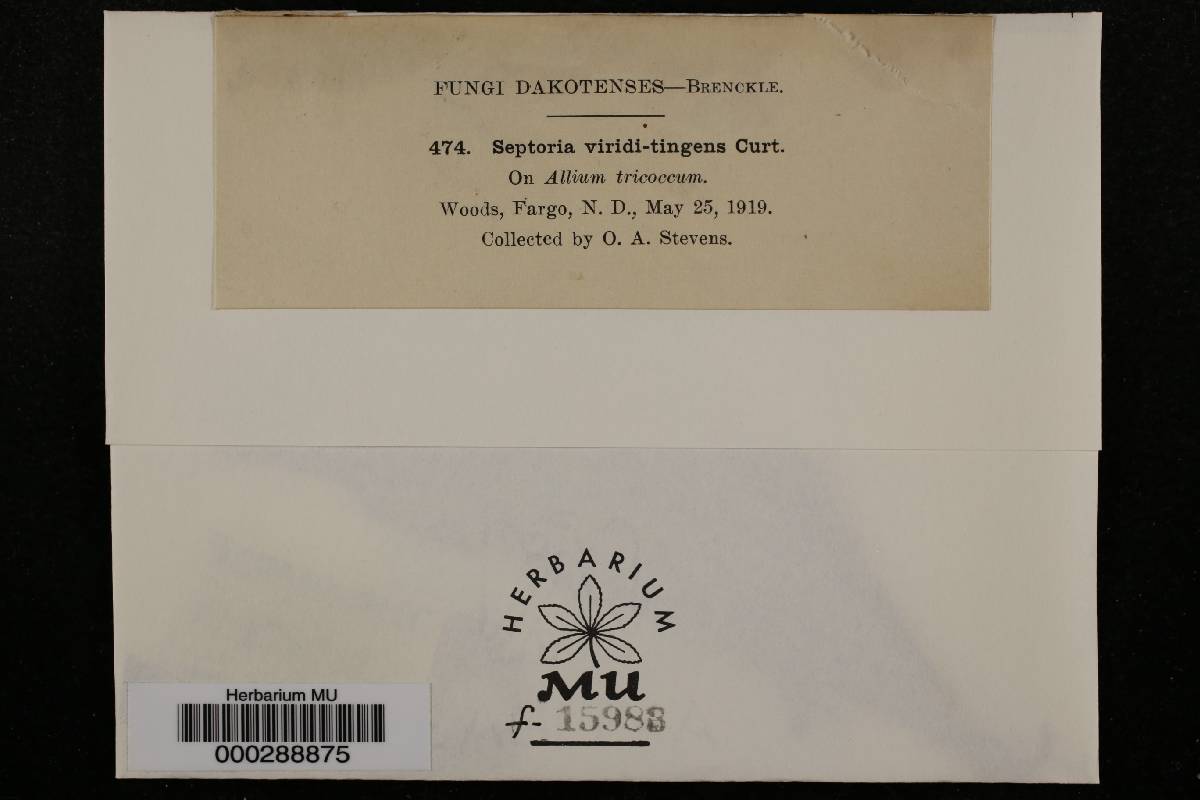 FUNGI DAKOTENSES—BRENCKLE.
474. Septoria viridi-tingens Curt.
On Allium tricoccum.
Woods, Fargo, N. D., May 25, 1919.
Collected by O. A. Stevens.
HERBARIUM
MU
f- 15983
Herbarium MU
000288875